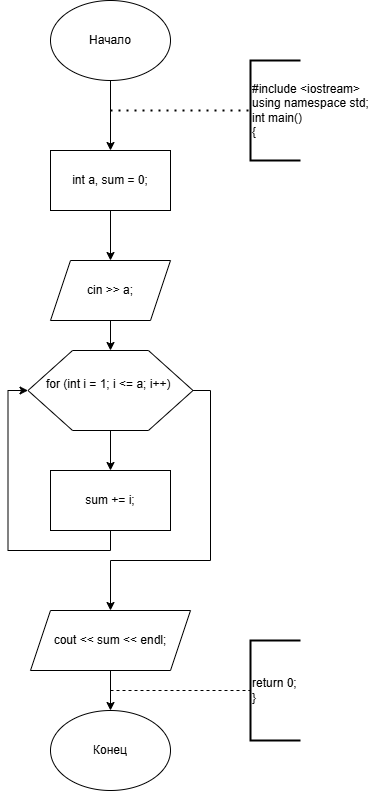 Начало
#include <iostream>
using namespace std;
int main()
{
int a, sum = 0;
cin >> a;
for (int i = 1; i <= a; i++)
sum += i;
cout << sum << endl;
return 0;
}
Конец